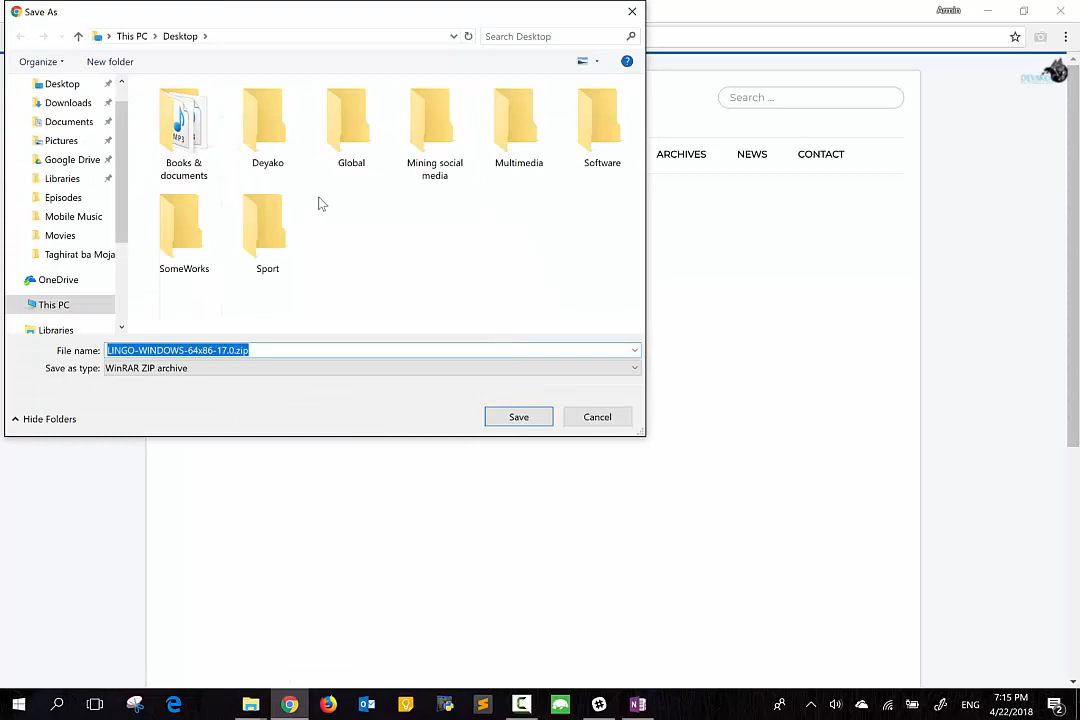 Save As
Armin
This PC
Desktop
Search Desktop
Organize
New folder
Search ...
Desktop
Downloads
Documents
Pictures
Google Drive
Libraries
Episodes
Mobile Music
Movies
Taghirat ba Moja
OneDrive
This PC
Libraries
MP3
Books & documents
Deyako
Global
Mining social media
Multimedia
Software
SomeWorks
Sport
ARCHIVES
NEWS
CONTACT
File name:
LINGO-WINDOWS-64x86-17.0.zip
Save as type:
WinRAR ZIP archive
Hide Folders
Save
Cancel
ENG
7:15 PM
4/22/2018
2